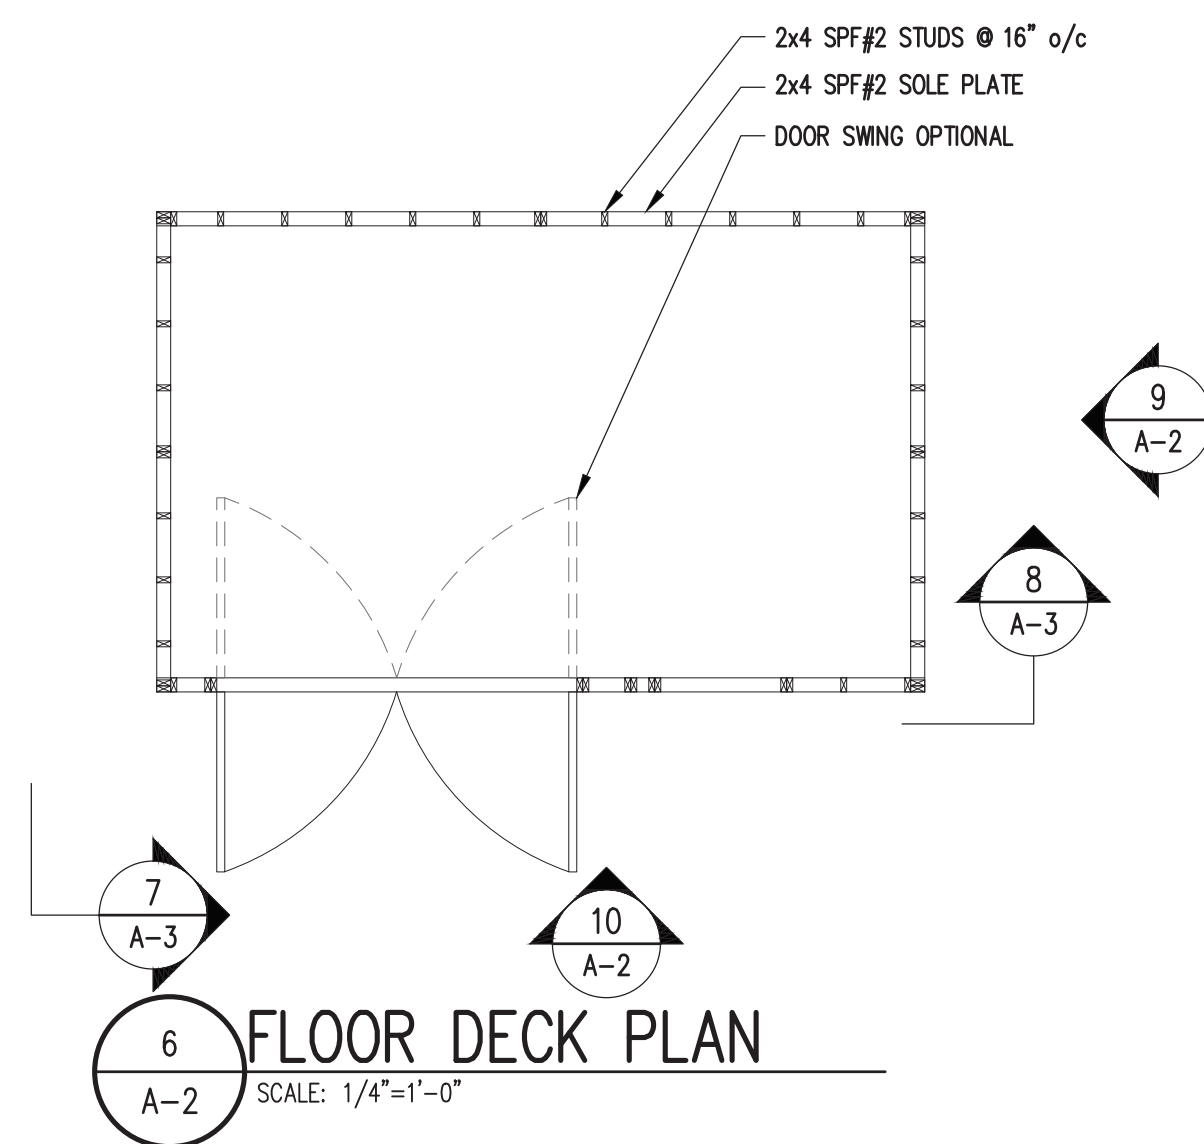 2x4 SPF#2 STUDS @ 16" o/c
2x4 SPF#2 SOLE PLATE
DOOR SWING OPTIONAL
9
A-2
8
A-3
7
A-3
10
A-2
6
A-2
FLOOR DECK PLAN
SCALE: 1/4"=1'-0"